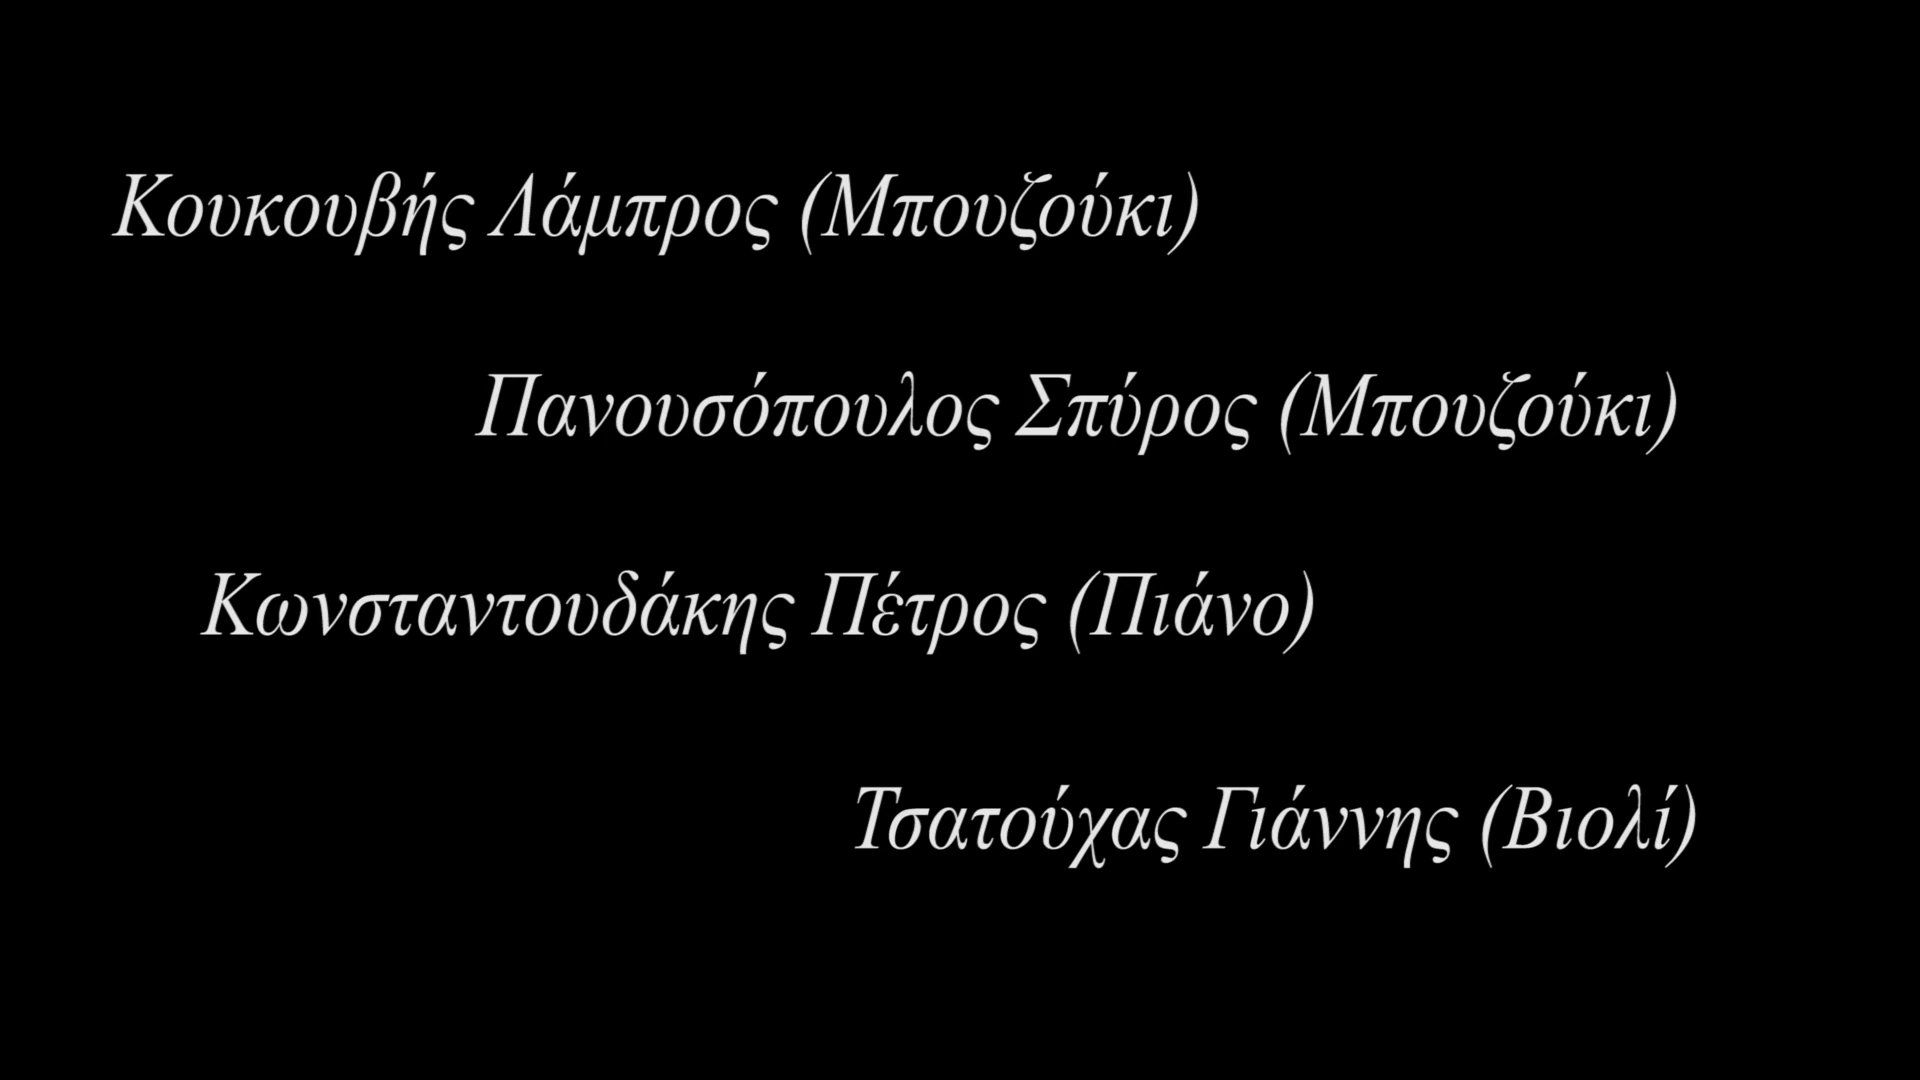 Κουκουβής Λάμπρος (Μπουζούκι)
Πανουσόπουλος Σπύρος (Μπουζούκι)
Κωνσταντουδάκης Πέτρος (Πιάνο)
Τσατούχας Γιάννης (Βιολί)